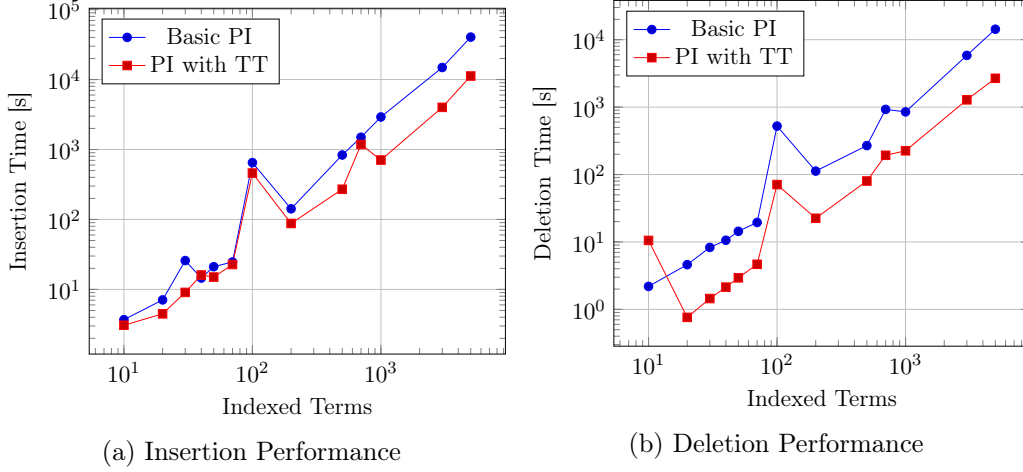 10^5
10^4
10^3
10^2
10^1
Insertion Time [s]
Basic PI
PI with TT
10^1 10^2 10^3
Indexed Terms
(a) Insertion Performance
10^4
10^3
10^2
10^1
10^0
Deletion Time [s]
Basic PI
PI with TT
10^1 10^2 10^3
Indexed Terms
(b) Deletion Performance